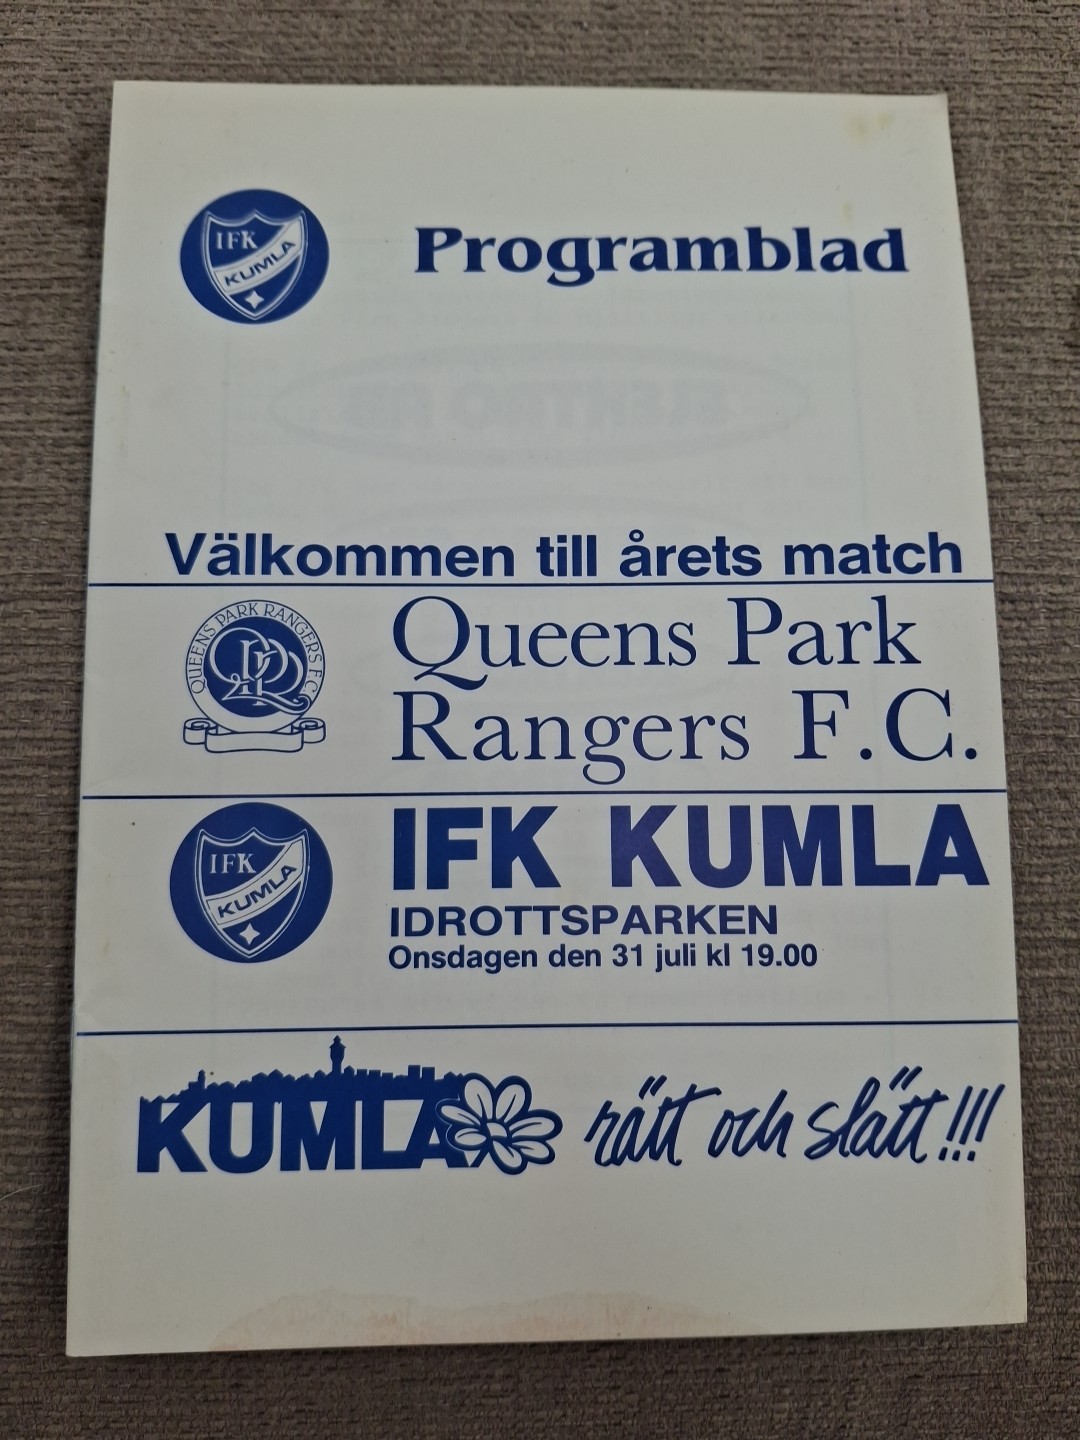 IFK
KUMLA
Programblad
Välkommen till årets match
QUEENS PARK RANGERS F.C.
Queens Park
Rangers F.C.
IFK
KUMLA
IFK KUMLA
IDROTTSPARKEN
Onsdagen den 31 juli kl 19.00
KUMLA rätt och slätt!!!